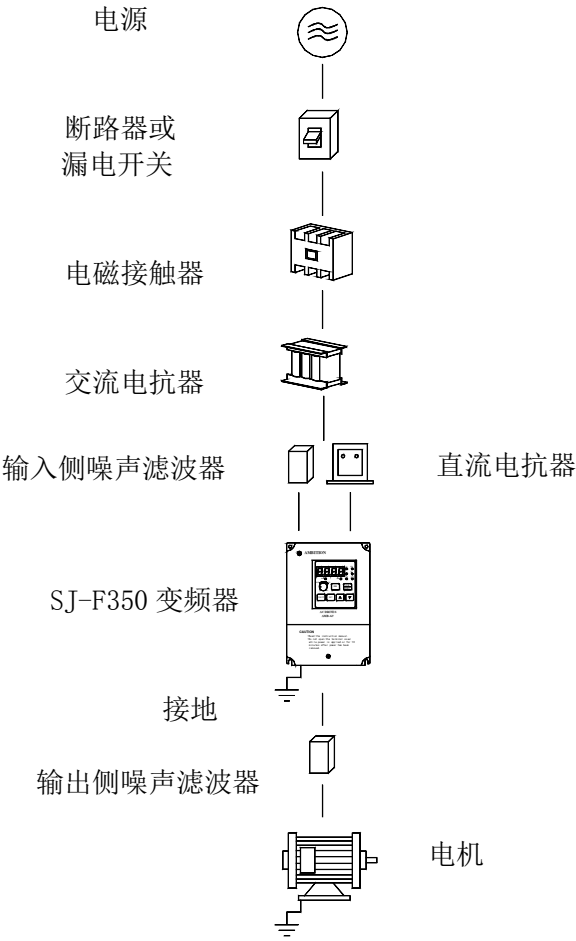 电源
断路器或
漏电开关
电磁接触器
交流电抗器
输入侧噪声滤波器
直流电抗器
AMBITION
SJ-F350 变频器
CAUTION
接地
输出侧噪声滤波器
电机